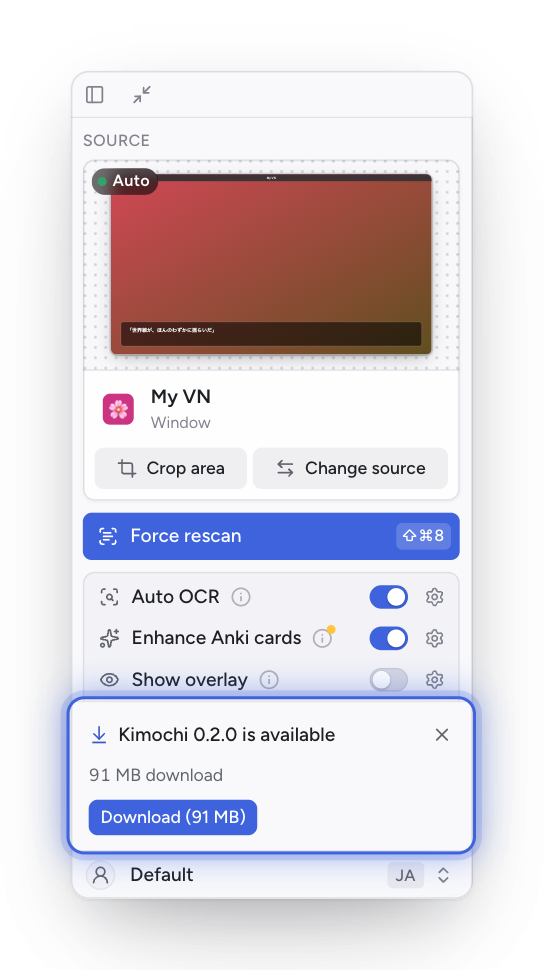 SOURCE
Auto
My VN
「世界線が、ほんのわずかに揺らいだ」
My VN
Window
Crop area
Change source
Force rescan
⇧⌘8
Auto OCR
Enhance Anki cards
Show overlay
Kimochi 0.2.0 is available
91 MB download
Download (91 MB)
Default
JA